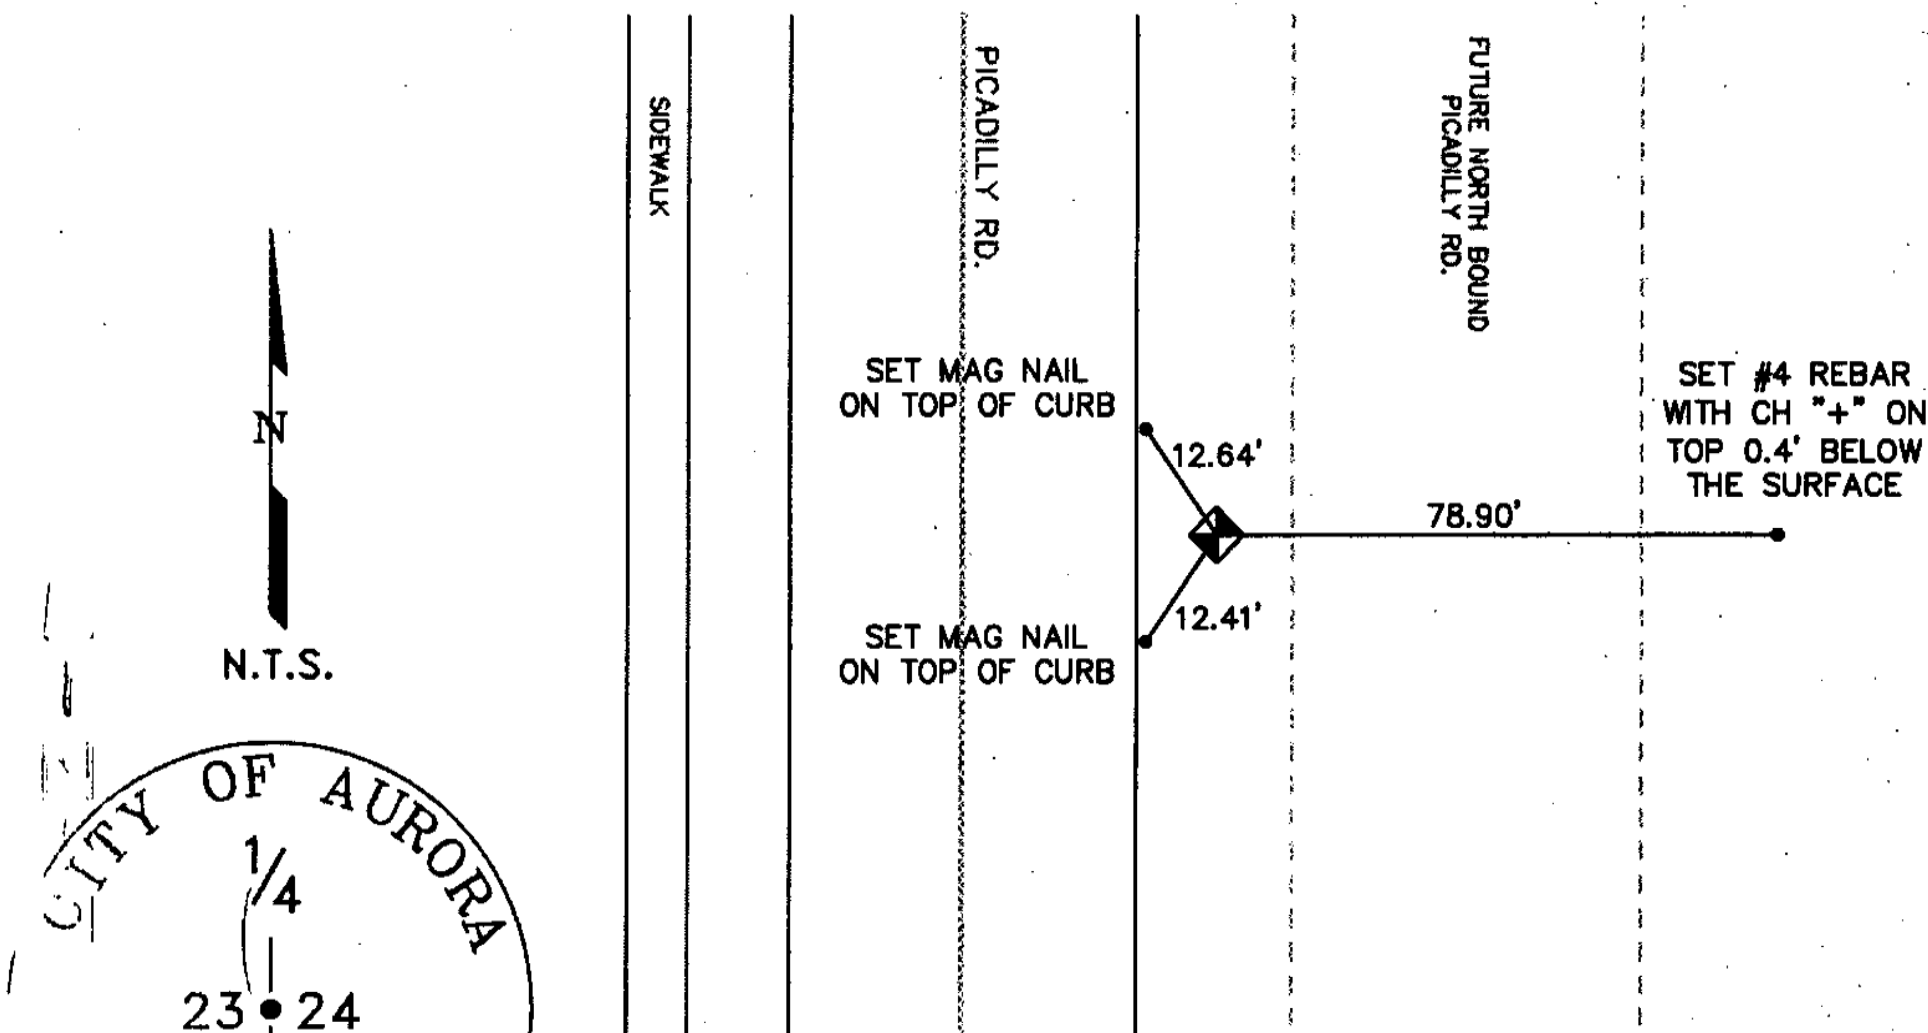 SIDEWALK
PICADILLY RD.
FUTURE NORTH BOUND
PICADILLY RD.
SET MAG NAIL
ON TOP OF CURB
12.64'
SET #4 REBAR
WITH CH "+" ON
TOP 0.4' BELOW
THE SURFACE
78.90'
12.41'
SET MAG NAIL
ON TOP OF CURB
N
N.T.S.
CITY OF AURORA
1/4
23 24